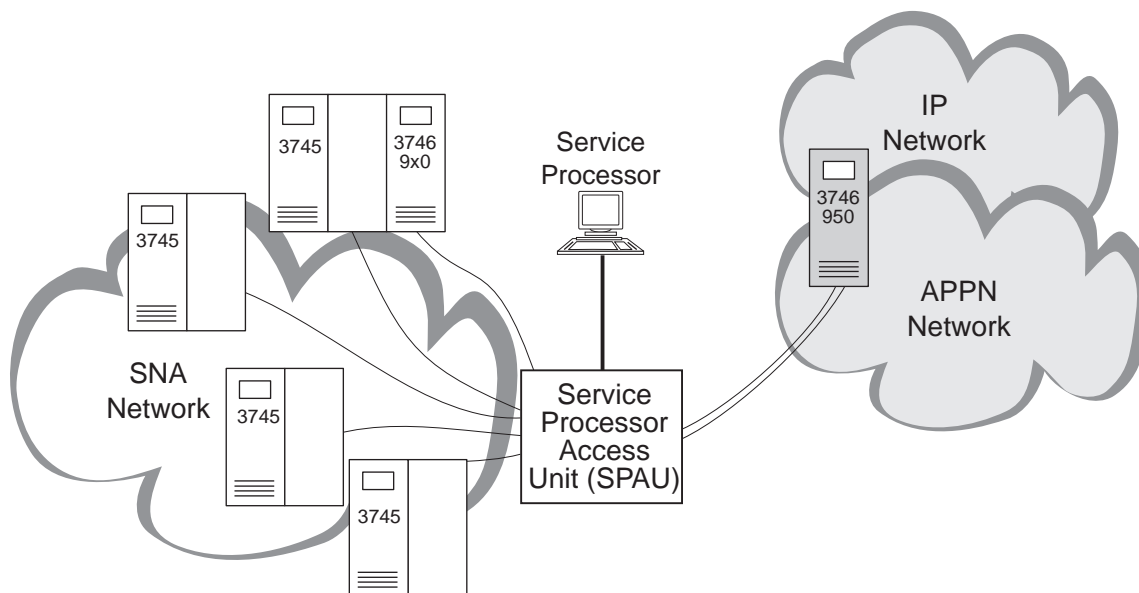 3745
3746
9x0
Service
Processor
IP
Network
3746
950
3745
APPN
Network
SNA
Network
3745
Service
Processor
Access
Unit (SPAU)
3745